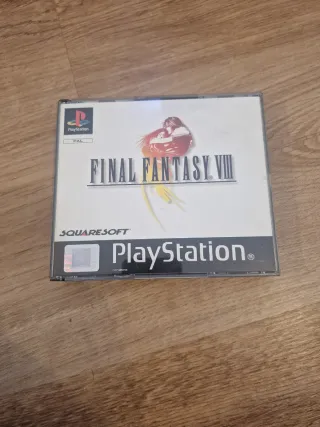 PlayStation
PAL
FINAL FANTASY VIII
SQUARESOFT
PlayStation®